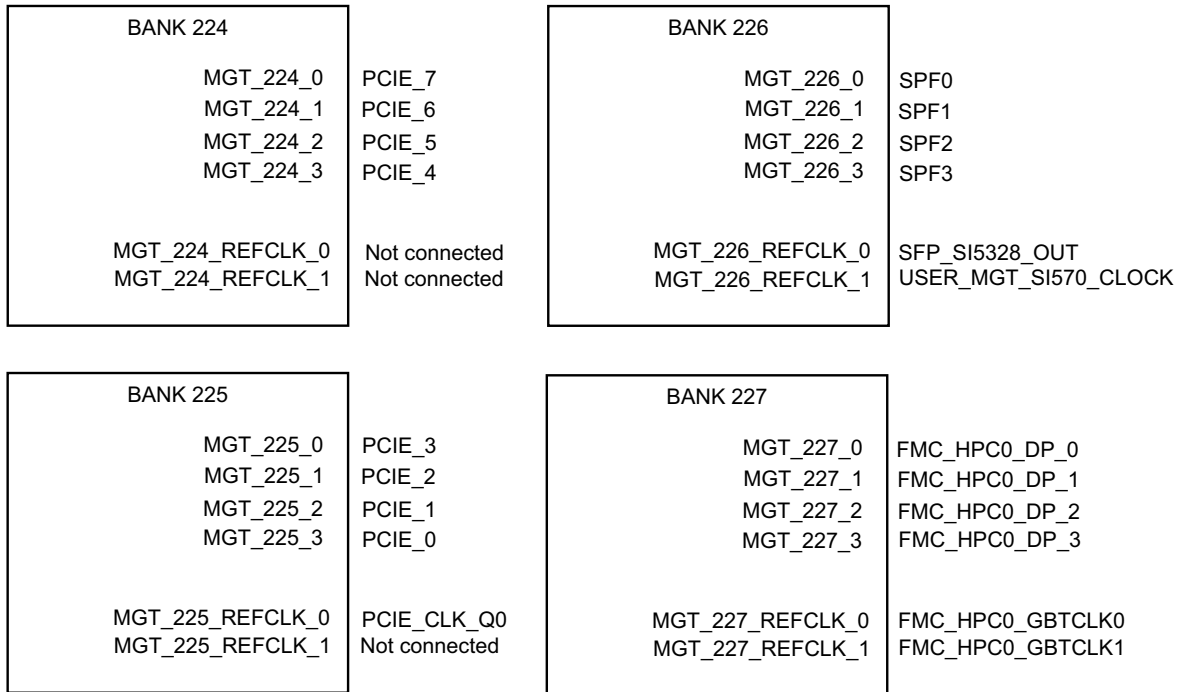 BANK 224
MGT_224_0 PCIE_7
MGT_224_1 PCIE_6
MGT_224_2 PCIE_5
MGT_224_3 PCIE_4
MGT_224_REFCLK_0 Not connected
MGT_224_REFCLK_1 Not connected
BANK 226
MGT_226_0 SPF0
MGT_226_1 SPF1
MGT_226_2 SPF2
MGT_226_3 SPF3
MGT_226_REFCLK_0 SFP_SI5328_OUT
MGT_226_REFCLK_1 USER_MGT_SI570_CLOCK
BANK 225
MGT_225_0 PCIE_3
MGT_225_1 PCIE_2
MGT_225_2 PCIE_1
MGT_225_3 PCIE_0
MGT_225_REFCLK_0 PCIE_CLK_Q0
MGT_225_REFCLK_1 Not connected
BANK 227
MGT_227_0 FMC_HPC0_DP_0
MGT_227_1 FMC_HPC0_DP_1
MGT_227_2 FMC_HPC0_DP_2
MGT_227_3 FMC_HPC0_DP_3
MGT_227_REFCLK_0 FMC_HPC0_GBTCLK0
MGT_227_REFCLK_1 FMC_HPC0_GBTCLK1